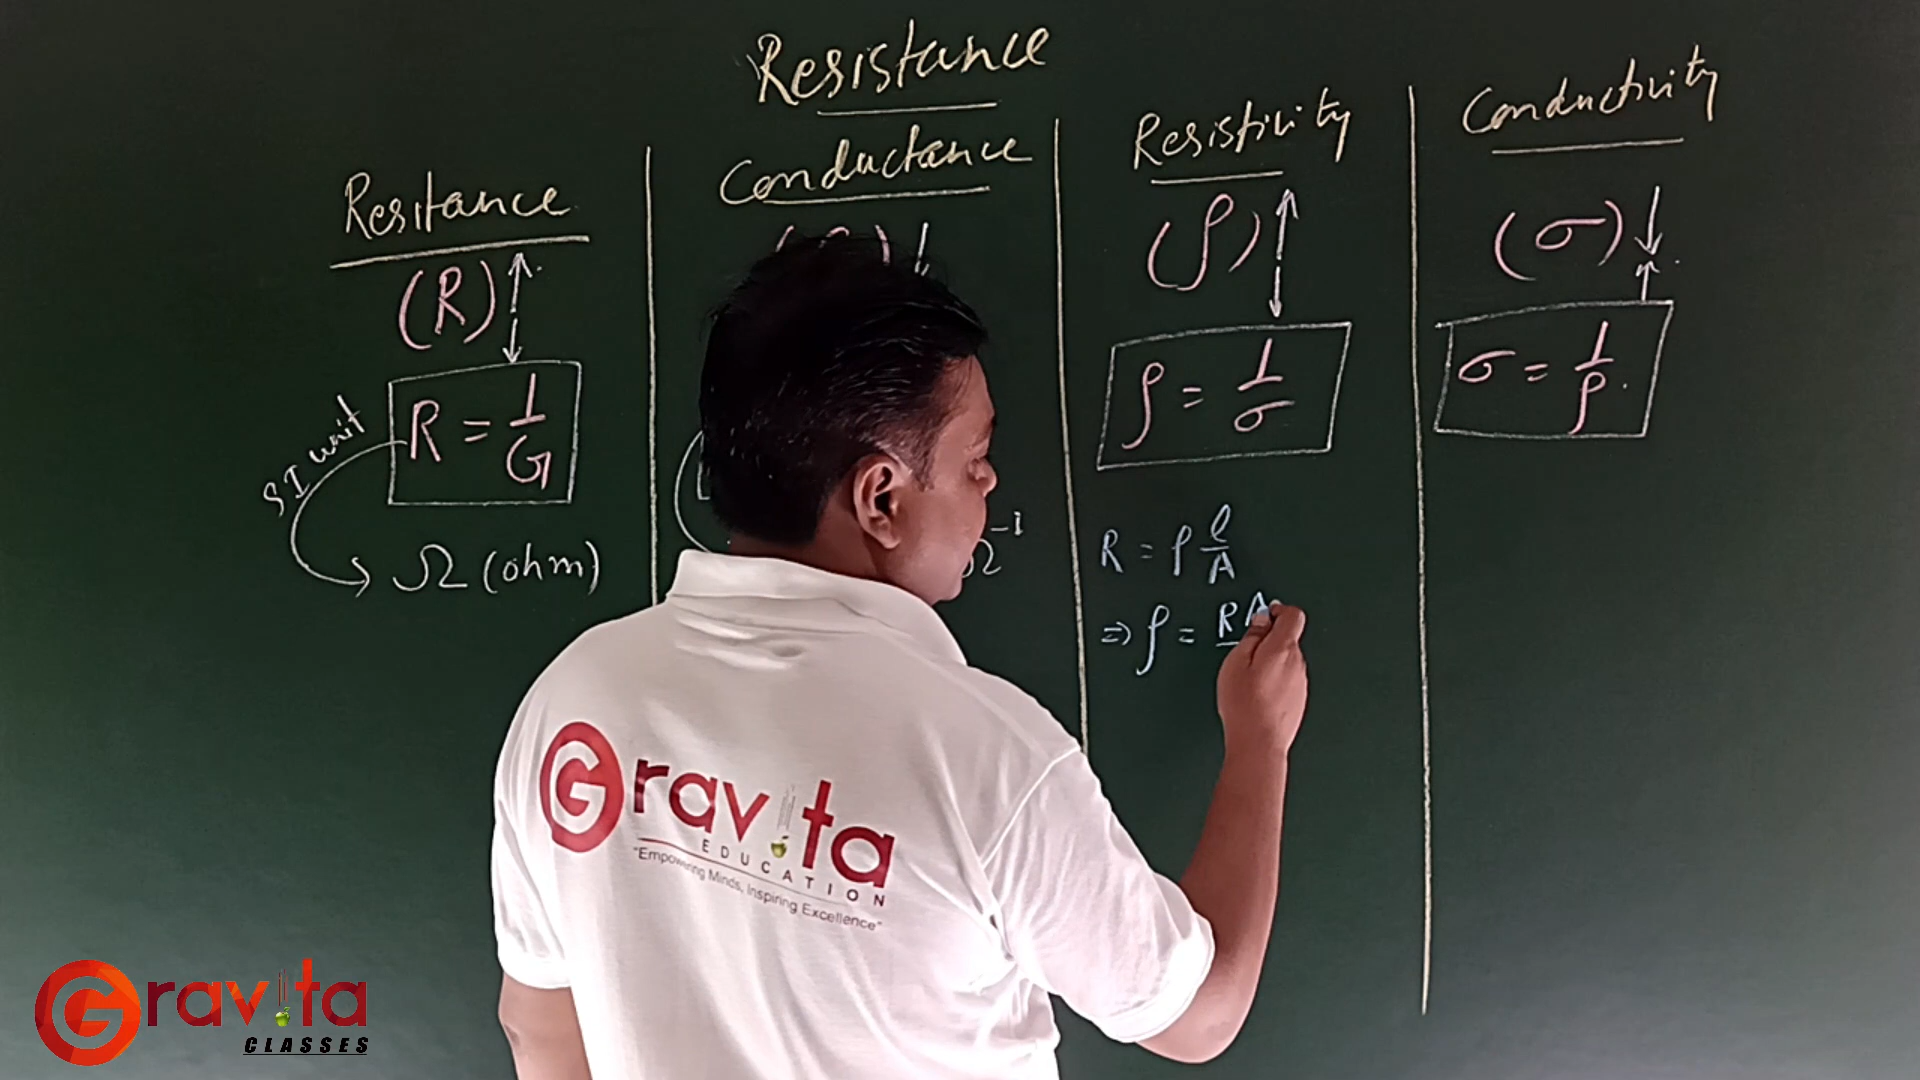 Resistance
Resitance
(R)
R = 1/G
SI unit
Ω (ohm)
Conductance
-1
Resistivity
(ρ)
ρ = 1/σ
R = ρ l/A
⇒ ρ = RA
Conductivity
(σ)
σ = 1/ρ.
Gravita
EDUCATION
"Empowering Minds, Inspiring Excellence"
Gravita
CLASSES